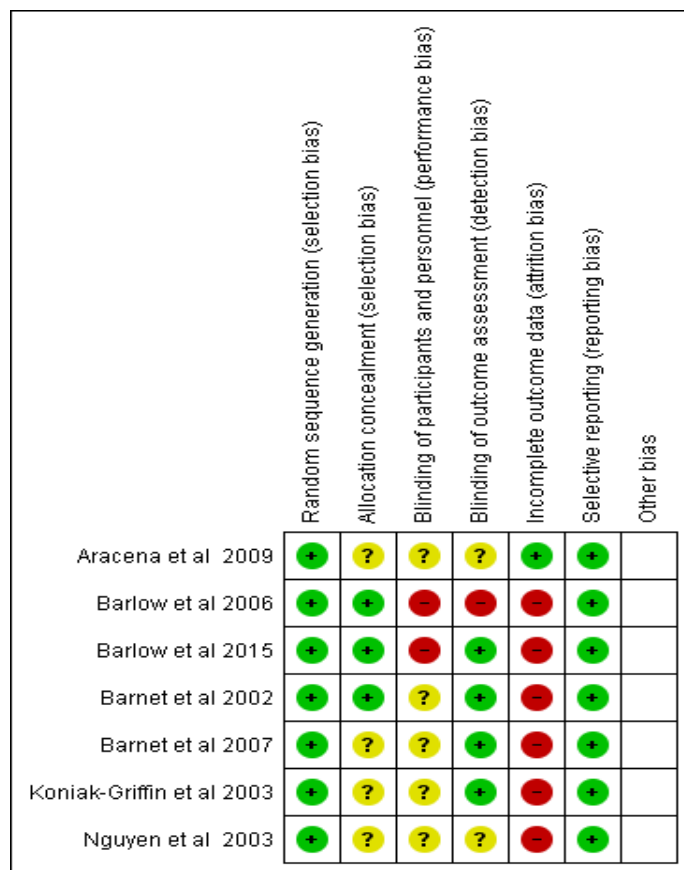 Random sequence generation (selection bias)
Allocation concealment (selection bias)
Blinding of participants and personnel (performance bias)
Blinding of outcome assessment (detection bias)
Incomplete outcome data (attrition bias)
Selective reporting (reporting bias)
Other bias
Aracena et al  2009 + ? ? ? + +
Barlow et al 2006 + + - - - +
Barlow et al 2015 + + - + - +
Barnet et al 2002 + + ? + - +
Barnet et al 2007 + ? ? + - +
Koniak-Griffin et al 2003 + ? ? + - +
Nguyen et al  2003 + ? ? ? - +